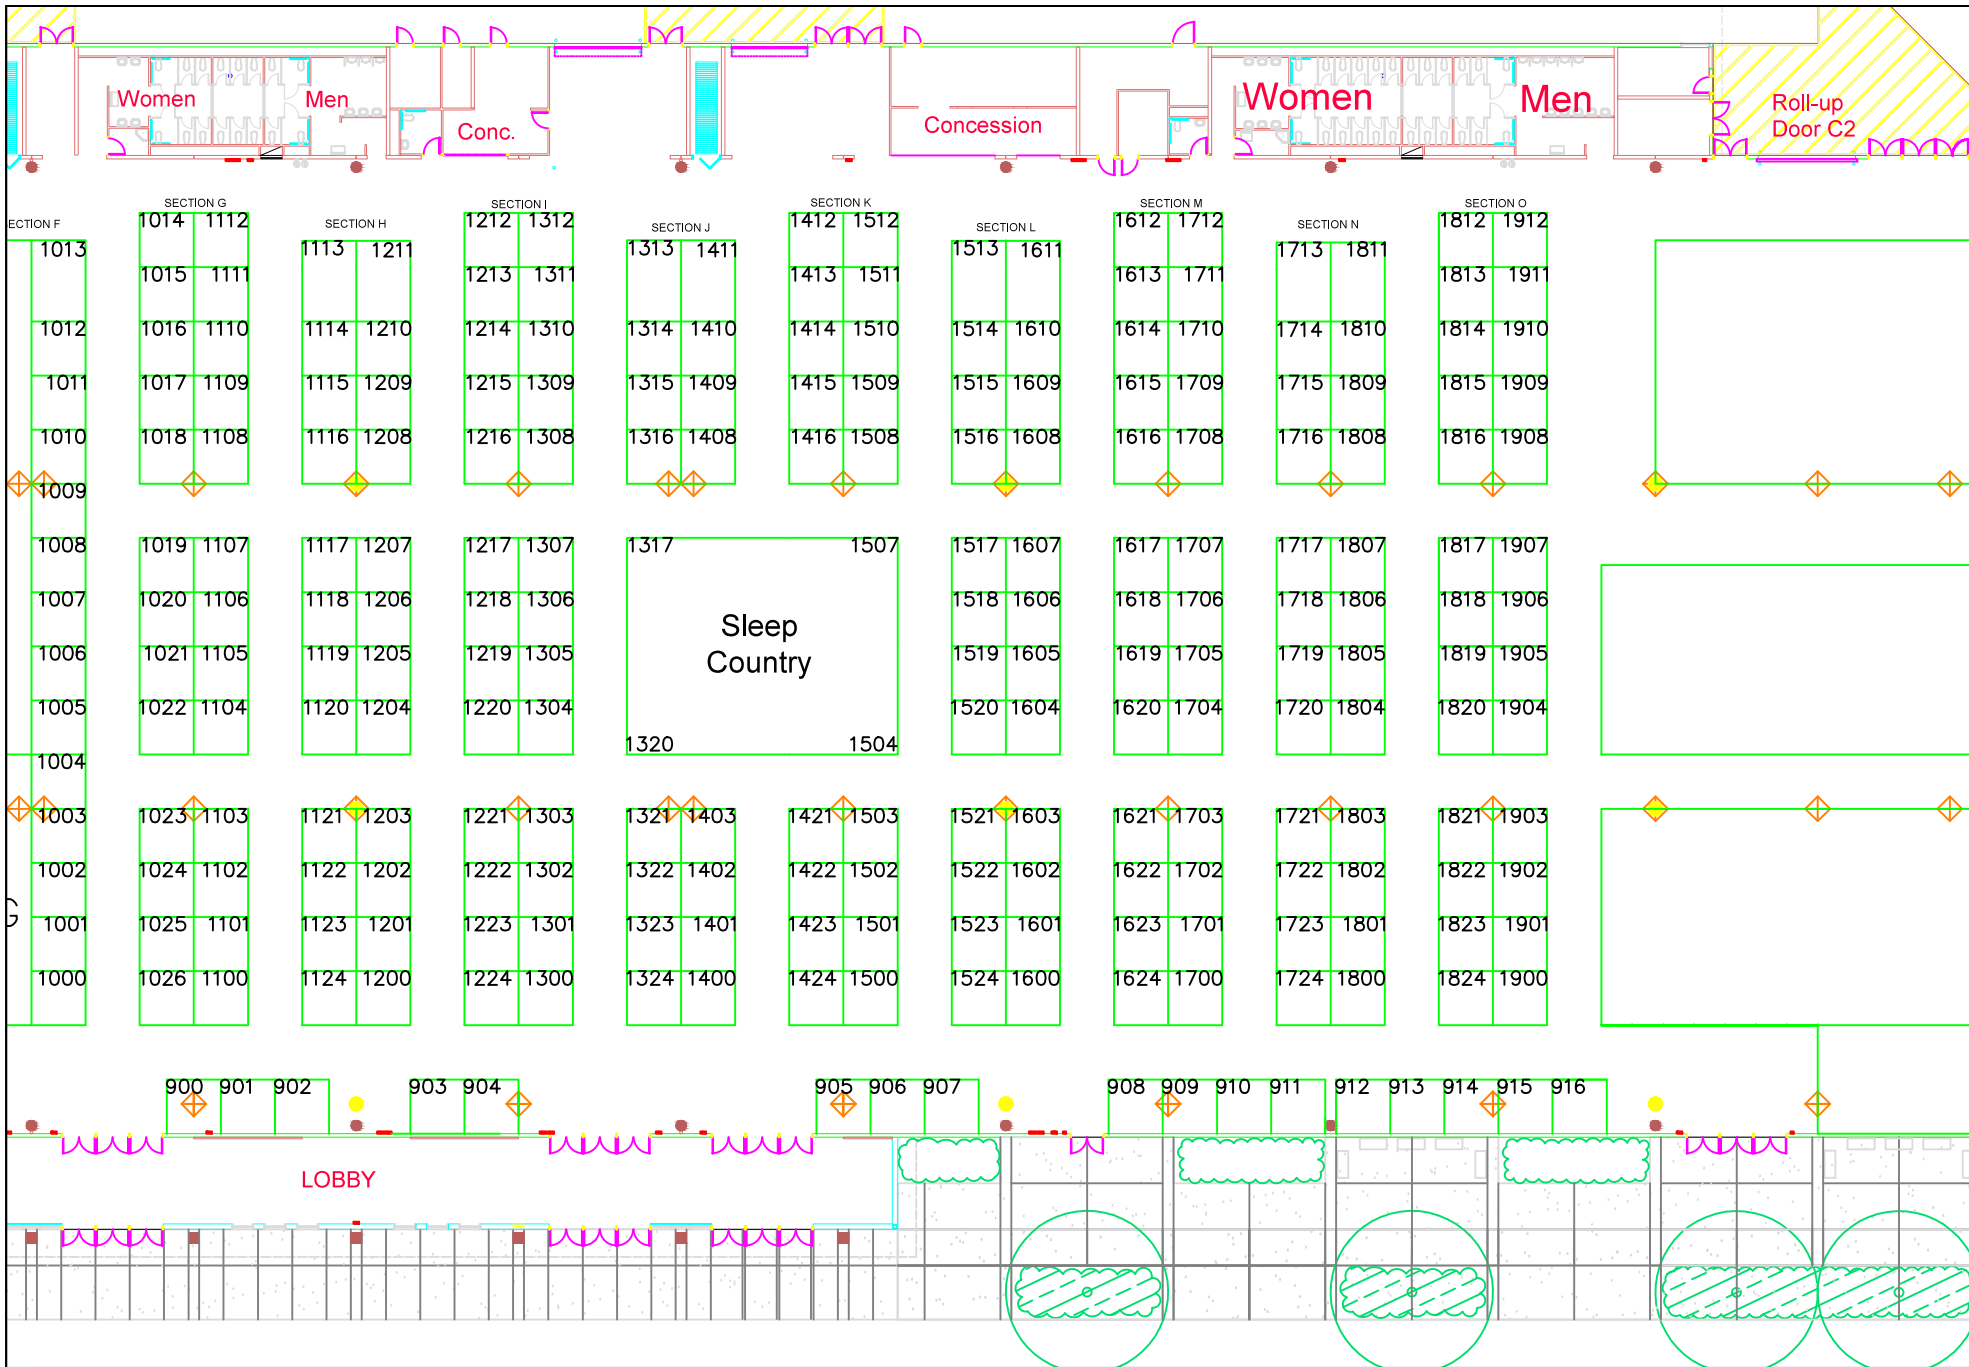 Women
Men
Conc.
Concession
Women
Men
Roll-up
Door C2
ECTION F
SECTION G
SECTION H
SECTION I
SECTION J
SECTION K
SECTION L
SECTION M
SECTION N
SECTION O
1014 1112 1212 1312 1412 1512 1612 1712 1812 1912
1013 1113 1211 1313 1411 1513 1611 1713 1811
1015 1111 1213 1311 1413 1511 1613 1711 1813 1911
1012 1016 1110 1114 1210 1214 1310 1314 1410 1414 1510 1514 1610 1614 1710 1714 1810 1814 1910
1011 1017 1109 1115 1209 1215 1309 1315 1409 1415 1509 1515 1609 1615 1709 1715 1809 1815 1909
1010 1018 1108 1116 1208 1216 1308 1316 1408 1416 1508 1516 1608 1616 1708 1716 1808 1816 1908
1009
1008 1019 1107 1117 1207 1217 1307 1317 1507 1517 1607 1617 1707 1717 1807 1817 1907
1007 1020 1106 1118 1206 1218 1306 1518 1606 1618 1706 1718 1806 1818 1906
Sleep
Country
1006 1021 1105 1119 1205 1219 1305 1519 1605 1619 1705 1719 1805 1819 1905
1005 1022 1104 1120 1204 1220 1304 1520 1604 1620 1704 1720 1804 1820 1904
1320 1504
1004
1003 1023 1103 1121 1203 1221 1303 1321 1403 1421 1503 1521 1603 1621 1703 1721 1803 1821 1903
1002 1024 1102 1122 1202 1222 1302 1322 1402 1422 1502 1522 1602 1622 1702 1722 1802 1822 1902
1001 1025 1101 1123 1201 1223 1301 1323 1401 1423 1501 1523 1601 1623 1701 1723 1801 1823 1901
1000 1026 1100 1124 1200 1224 1300 1324 1400 1424 1500 1524 1600 1624 1700 1724 1800 1824 1900
900 901 902 903 904 905 906 907 908 909 910 911 912 913 914 915 916
LOBBY